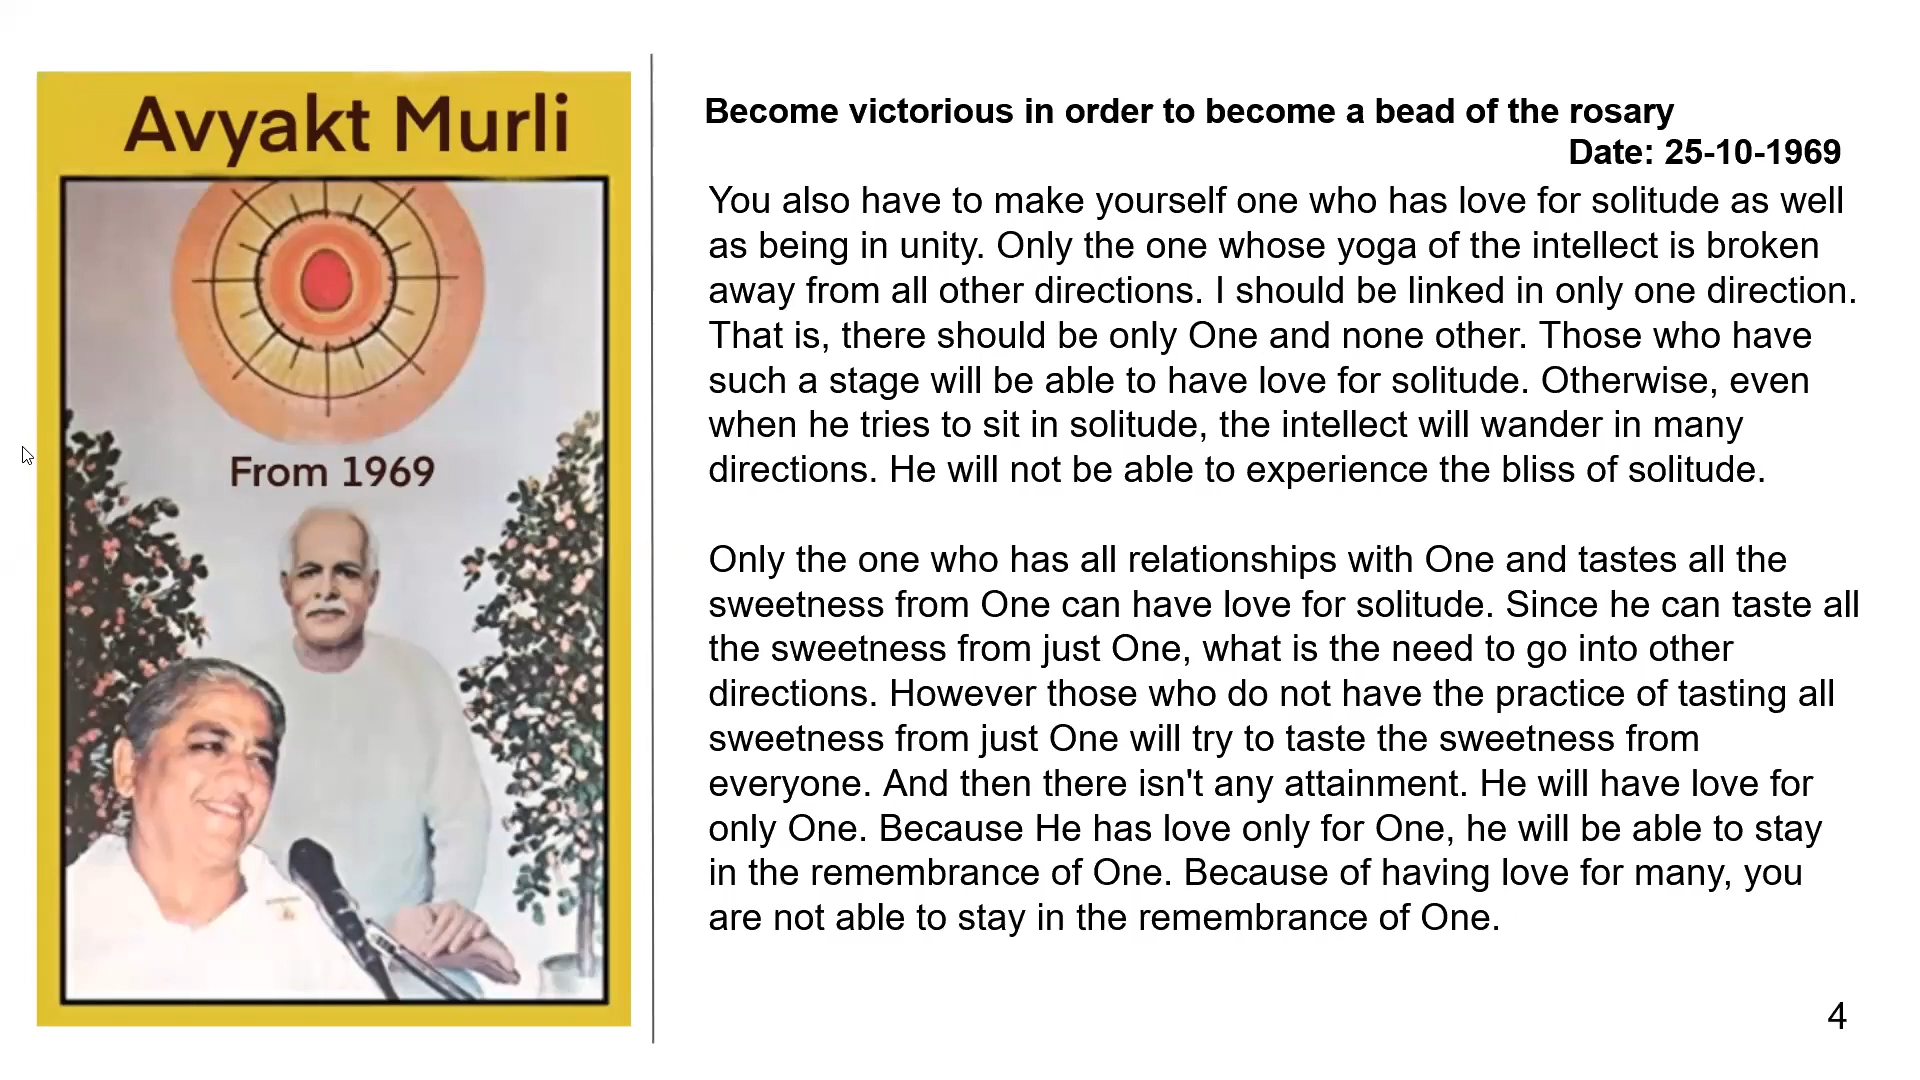 Avyakt Murli
From 1969
Become victorious in order to become a bead of the rosary
Date: 25-10-1969
You also have to make yourself one who has love for solitude as well
as being in unity. Only the one whose yoga of the intellect is broken
away from all other directions. I should be linked in only one direction.
That is, there should be only One and none other. Those who have
such a stage will be able to have love for solitude. Otherwise, even
when he tries to sit in solitude, the intellect will wander in many
directions. He will not be able to experience the bliss of solitude.
Only the one who has all relationships with One and tastes all the
sweetness from One can have love for solitude. Since he can taste all
the sweetness from just One, what is the need to go into other
directions. However those who do not have the practice of tasting all
sweetness from just One will try to taste the sweetness from
everyone. And then there isn't any attainment. He will have love for
only One. Because He has love only for One, he will be able to stay
in the remembrance of One. Because of having love for many, you
are not able to stay in the remembrance of One.
4